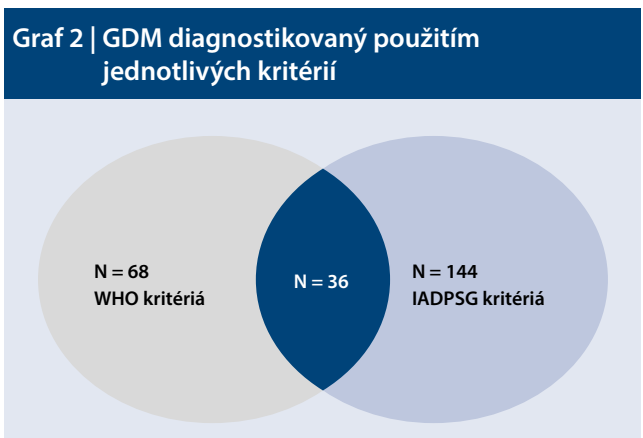 Graf 2 | GDM diagnostikovaný použitím
jednotlivých kritérií
N = 68
WHO kritériá
N = 36
N = 144
IADPSG kritériá